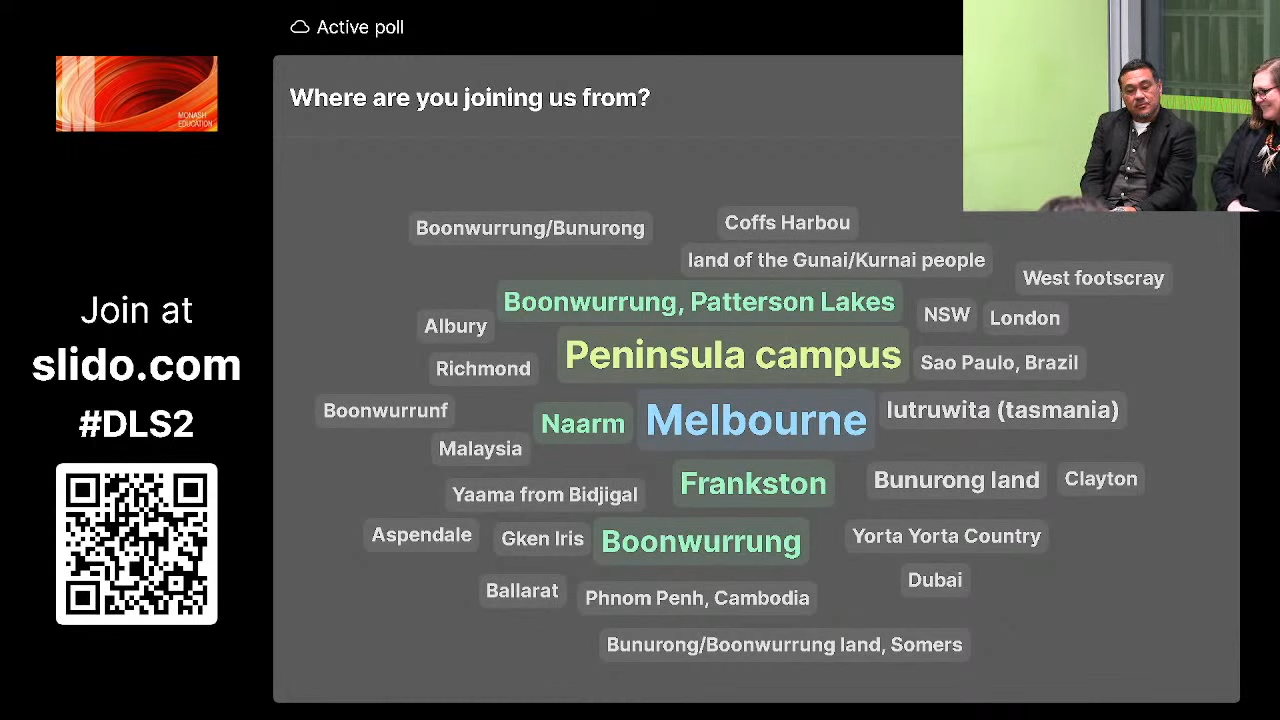 Active poll
MONASH
EDUCATION
Where are you joining us from?
Boonwurrung/Bunurong
Coffs Harbou
land of the Gunai/Kurnai people
West footscray
Boonwurrung, Patterson Lakes
NSW
London
Albury
Peninsula campus
Richmond
Sao Paulo, Brazil
Boonwurrunf
Naarm
Melbourne
lutruwita (tasmania)
Malaysia
Yaama from Bidjigal
Frankston
Bunurong land
Clayton
Aspendale
Gken Iris
Boonwurrung
Yorta Yorta Country
Ballarat
Phnom Penh, Cambodia
Dubai
Bunurong/Boonwurrung land, Somers
Join at
slido.com
#DLS2